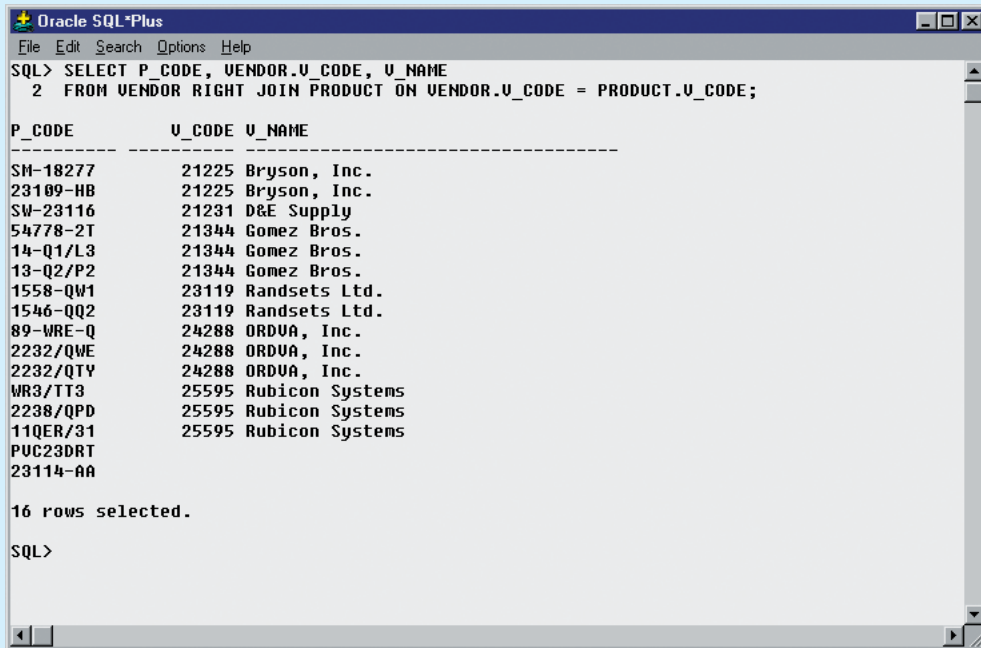 Oracle SQL*Plus
File Edit Search Options Help
SQL> SELECT P_CODE, VENDOR.V_CODE, V_NAME
2 FROM VENDOR RIGHT JOIN PRODUCT ON VENDOR.V_CODE = PRODUCT.V_CODE;
P_CODE V_CODE V_NAME
---------- ---------- -----------------------------------
SM-18277 21225 Bryson, Inc.
23109-HB 21225 Bryson, Inc.
SW-23116 21231 D&E Supply
54778-2T 21344 Gomez Bros.
14-Q1/L3 21344 Gomez Bros.
13-Q2/P2 21344 Gomez Bros.
1558-QW1 23119 Randsets Ltd.
1546-QQ2 23119 Randsets Ltd.
89-WRE-Q 24288 ORDVA, Inc.
2232/QWE 24288 ORDVA, Inc.
2232/QTY 24288 ORDVA, Inc.
WR3/TT3 25595 Rubicon Systems
2238/QPD 25595 Rubicon Systems
11QER/31 25595 Rubicon Systems
PVC23DRT
23114-AA
16 rows selected.
SQL>